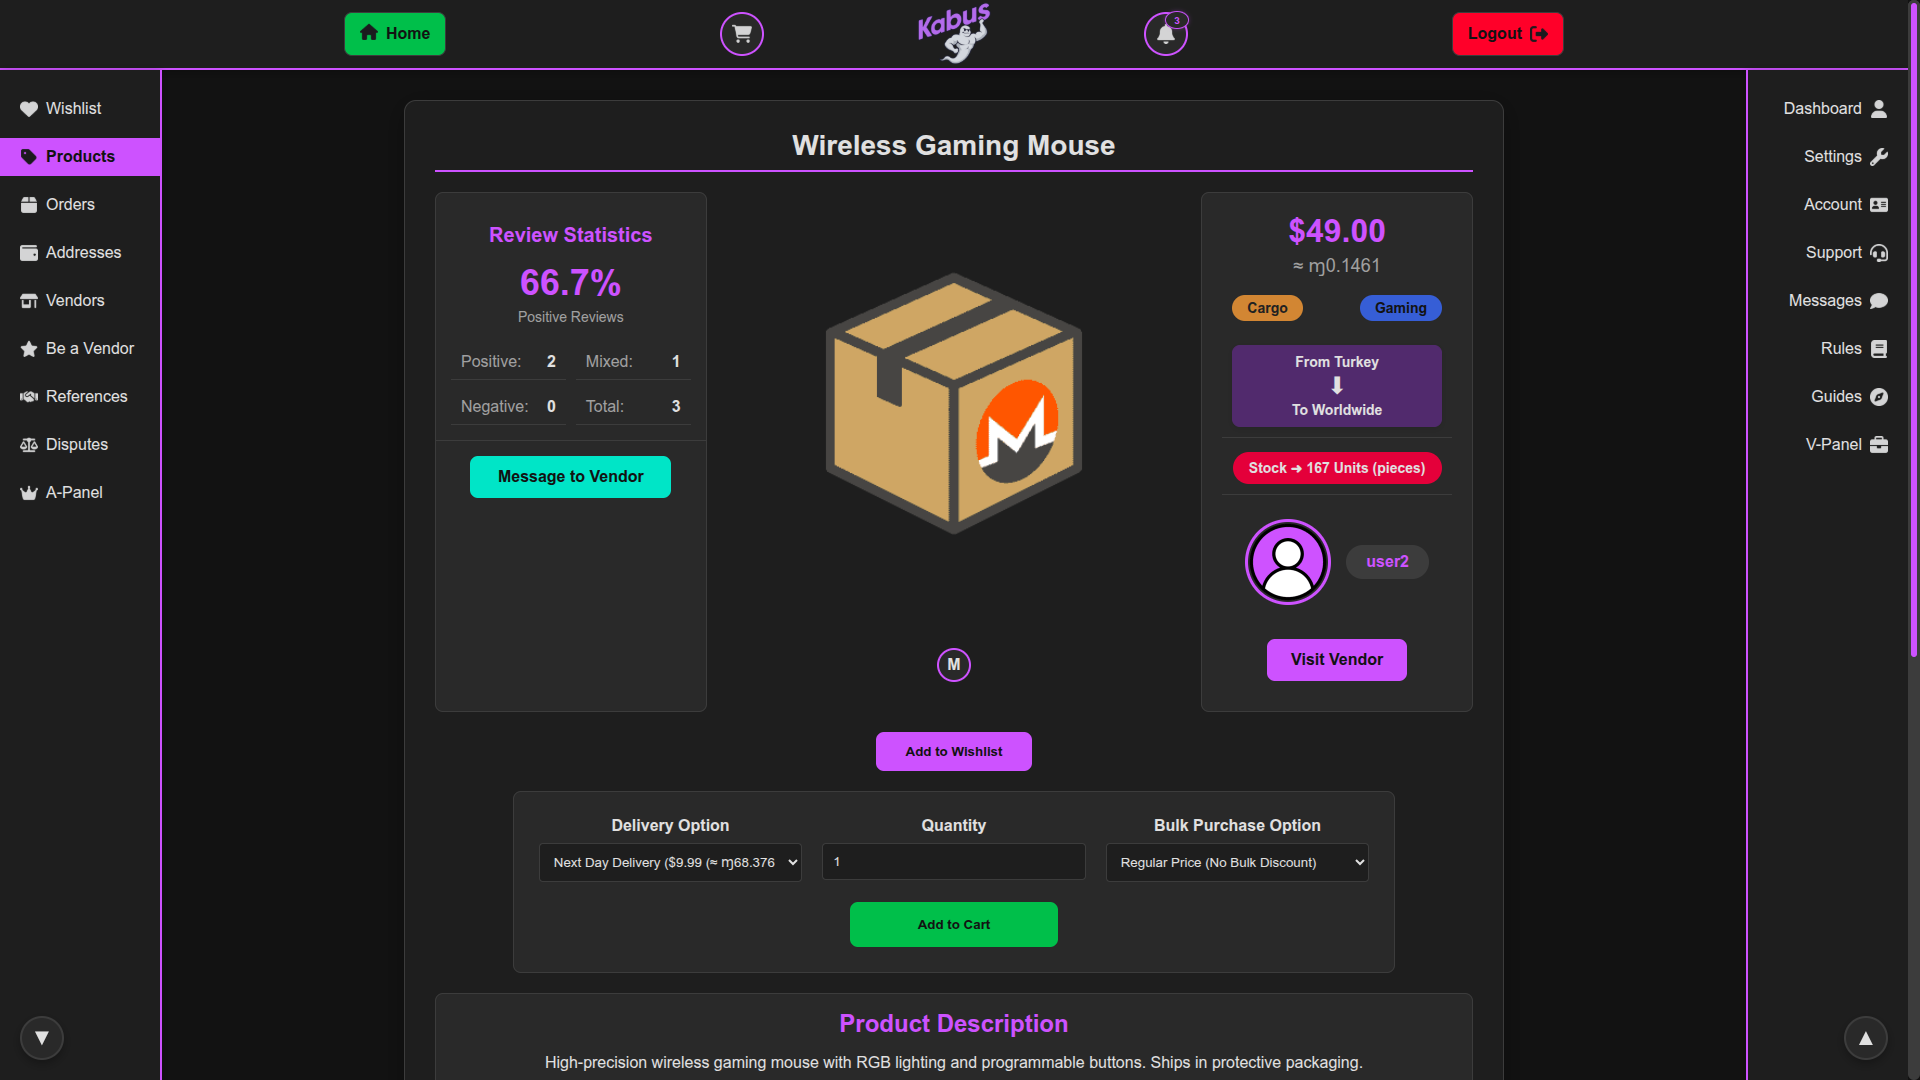 Home
Kabus
3
Logout
Wishlist
Products
Orders
Addresses
Vendors
Be a Vendor
References
Disputes
A-Panel
Wireless Gaming Mouse
Review Statistics
66.7%
Positive Reviews
Positive: 2 Mixed: 1
Negative: 0 Total: 3
Message to Vendor
M
$49.00
≈ ɱ0.1461
Cargo Gaming
From Turkey
⬇
To Worldwide
Stock ➜ 167 Units (pieces)
user2
Visit Vendor
Add to Wishlist
Delivery Option Quantity Bulk Purchase Option
Next Day Delivery ($9.99 (≈ ɱ68.376 1 Regular Price (No Bulk Discount)
Add to Cart
Product Description
High-precision wireless gaming mouse with RGB lighting and programmable buttons. Ships in protective packaging.
Dashboard
Settings
Account
Support
Messages
Rules
Guides
V-Panel
▼
▲